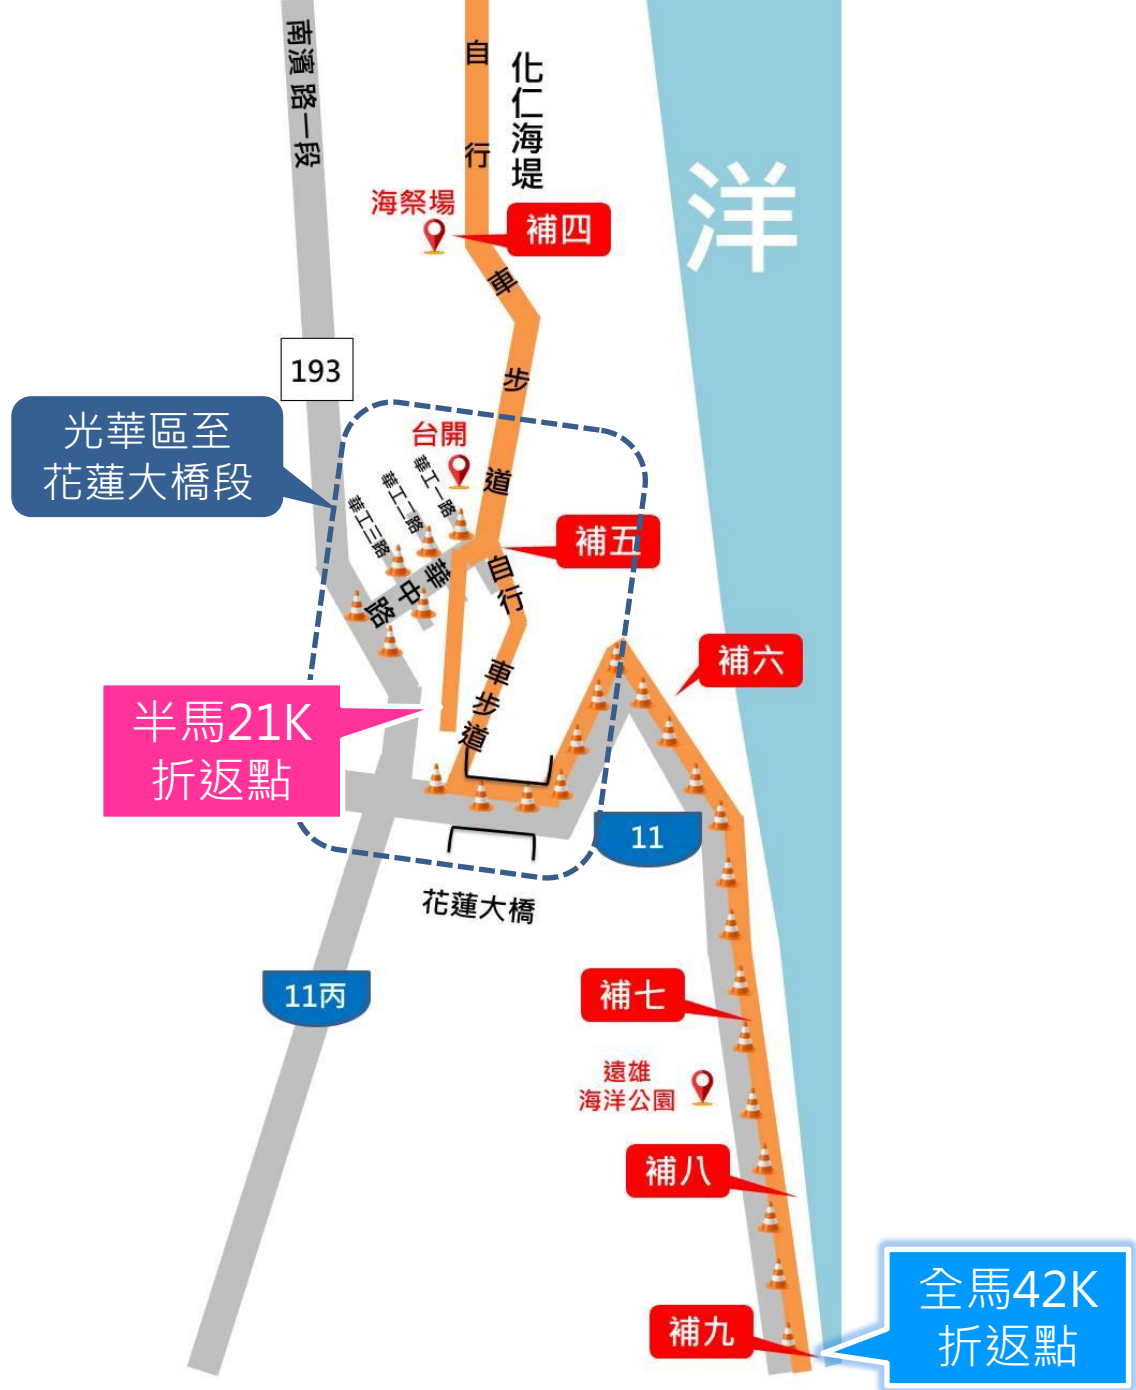 南濱路一段
自行車步道
化仁海堤
洋
海祭場
補四
193
光華區至
花蓮大橋段
台開
華工一路
華工二路
華工三路
華中路
補五
自行車步道
補六
半馬21K
折返點
11
花蓮大橋
11丙
補七
遠雄
海洋公園
補八
補九
全馬42K
折返點